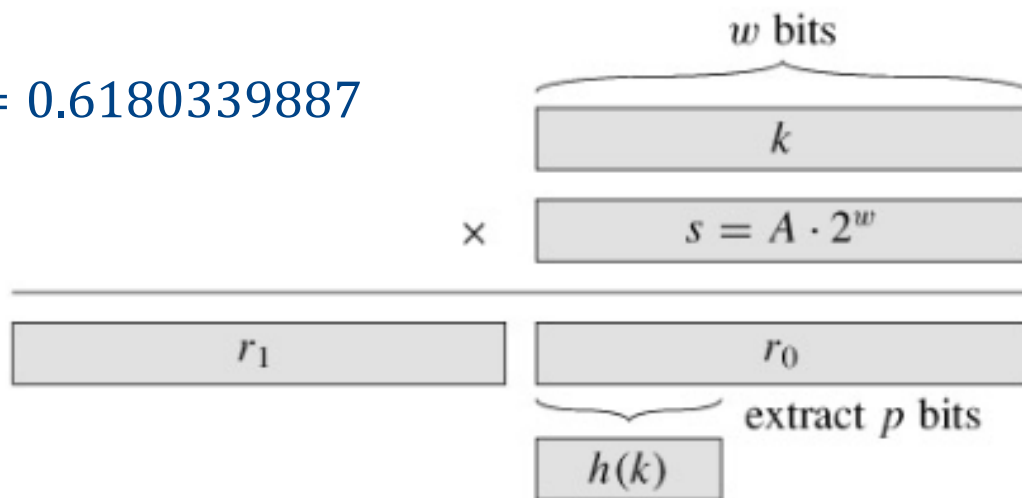 w bits
= 0.6180339887
k
×
s = A · 2^w
r₁
r₀
extract p bits
h(k)